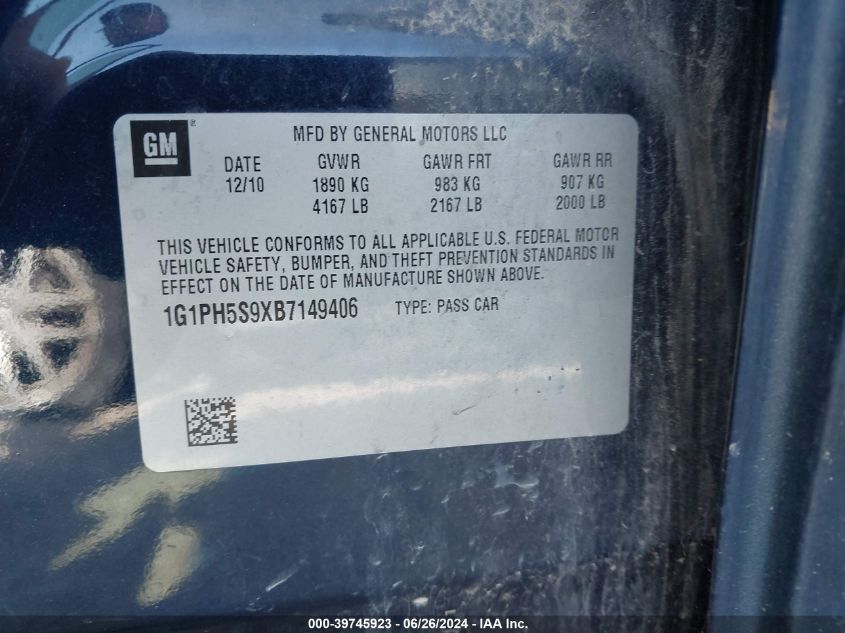 GM
MFD BY GENERAL MOTORS LLC
DATE GVWR GAWR FRT GAWR RR
12/10 1890 KG 983 KG 907 KG
4167 LB 2167 LB 2000 LB
THIS VEHICLE CONFORMS TO ALL APPLICABLE U.S. FEDERAL MOTOR
VEHICLE SAFETY, BUMPER, AND THEFT PREVENTION STANDARDS IN
EFFECT ON THE DATE OF MANUFACTURE SHOWN ABOVE.
1G1PH5S9XB7149406 TYPE: PASS CAR
000-39745923 / 06/26/2024 / IAA Inc.